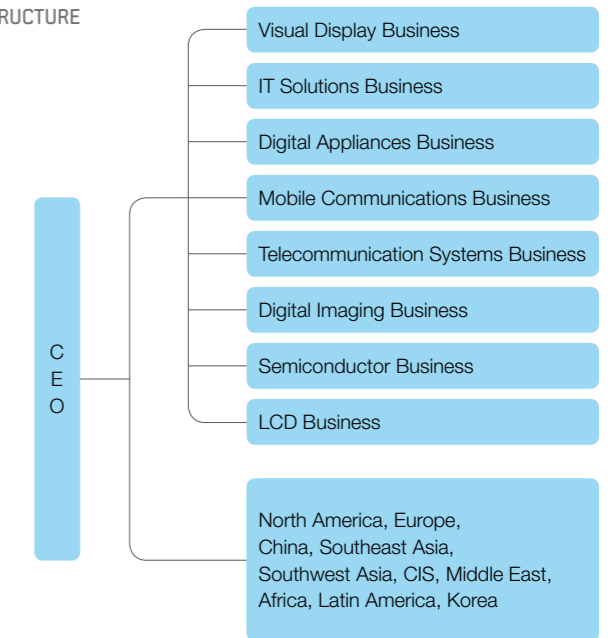 Visual Display Business
IT Solutions Business
Digital Appliances Business
Mobile Communications Business
Telecommunication Systems Business
Digital Imaging Business
Semiconductor Business
LCD Business
C
E
O
North America, Europe,
China, Southeast Asia,
Southwest Asia, CIS, Middle East,
Africa, Latin America, Korea